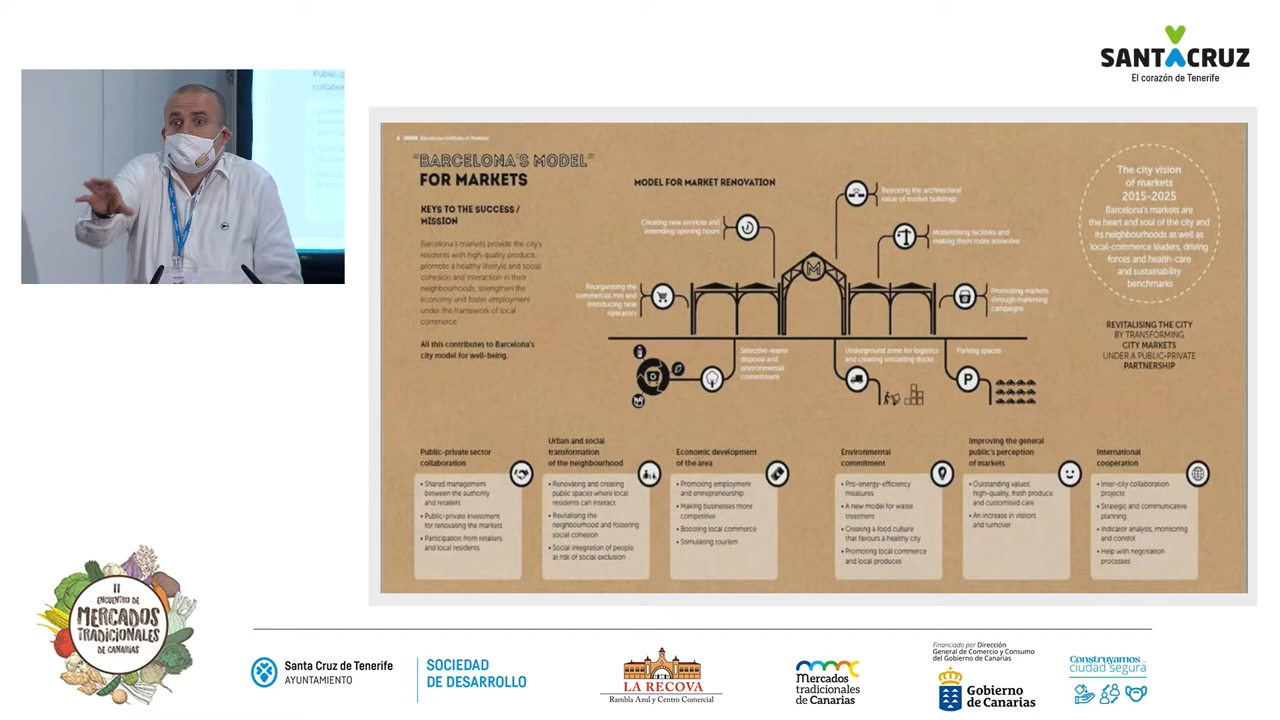 SANTACRUZ
El corazón de Tenerife
"BARCELONA'S MODEL"
FOR MARKETS
KEYS TO THE SUCCESS /
MISSION
Barcelona's markets provide the city's
residents with high-quality produce,
promote a healthy lifestyle and social
cohesion and interaction in their
neighbourhoods, strengthen the
economy and foster employment
under the framework of local
commerce.
All this contributes to Barcelona's
city model for well-being.
MODEL FOR MARKET RENOVATION
Restoring the architectural
value of market buildings
Creating new services and
extending opening hours
Modernising facilities and
making them more attractive
Reorganising the
commercial mix and
introducing new
operators
Promoting markets
through marketing
campaigns
M
Selective-waste
disposal and
environmental
commitment
Underground zone for logistics
and creating unloading docks
Parking spaces
P
The city vision
of markets
2015-2025
Barcelona's markets are
the heart and soul of the city and
its neighbourhoods as well as
local-commerce leaders, driving
forces and health-care
and sustainability
benchmarks
REVITALISING THE CITY
BY TRANSFORMING
CITY MARKETS
UNDER A PUBLIC-PRIVATE
PARTNERSHIP
Public-private sector
collaboration
• Shared management
between the authority
and retailers
• Public-private investment
for renovating the markets
• Participation from retailers
and local residents
Urban and social
transformation
of the neighbourhood
• Renovating and creating
public spaces where local
residents can interact
• Revitalising the
neighbourhood and fostering
social cohesion
• Social integration of people
at risk of social exclusion
Economic development
of the area
• Promoting employment
and entrepreneurship
• Making businesses more
competitive
• Boosting local commerce
• Stimulating tourism
Environmental
commitment
• Pro-energy-efficiency
measures
• A new model for waste
treatment
• Creating a food culture
that favours a healthy city
• Promoting local commerce
and local produces
Improving the general
public's perception
of markets
• Outstanding values:
high-quality, fresh produce
and customised care
• An increase in visitors
and turnover
International
cooperation
• Inter-city collaboration
projects
• Strategic and communicative
planning
• Indicator analysis, monitoring
and control
• Help with negotiation
processes
II
ENCUENTRO DE
MERCADOS
TRADICIONALES
DE CANARIAS
Santa Cruz de Tenerife
AYUNTAMIENTO
SOCIEDAD
DE DESARROLLO
LA RECOVA
Rambla Azul y Centro Comercial
Mercados
tradicionales
de Canarias
Financiado por Dirección
General de Comercio y Consumo
del Gobierno de Canarias
Gobierno
de Canarias
Construyamos
ciudad segura